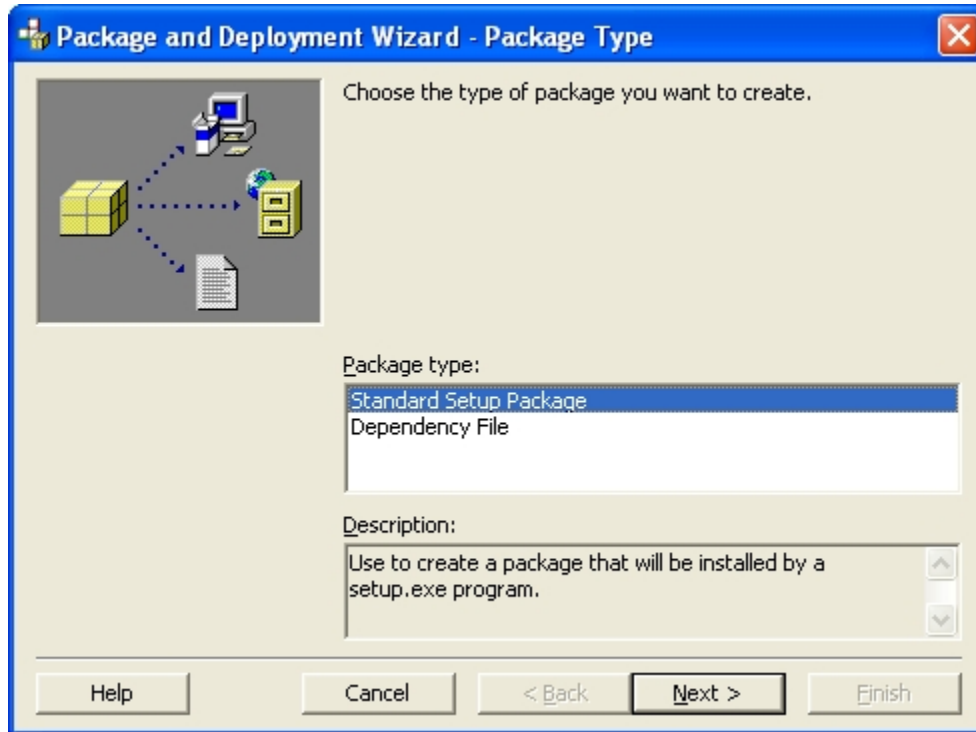 Package and Deployment Wizard - Package Type
Choose the type of package you want to create.
Package type:
Standard Setup Package
Dependency File
Description:
Use to create a package that will be installed by a
setup.exe program.
Help
Cancel
< Back
Next >
Finish